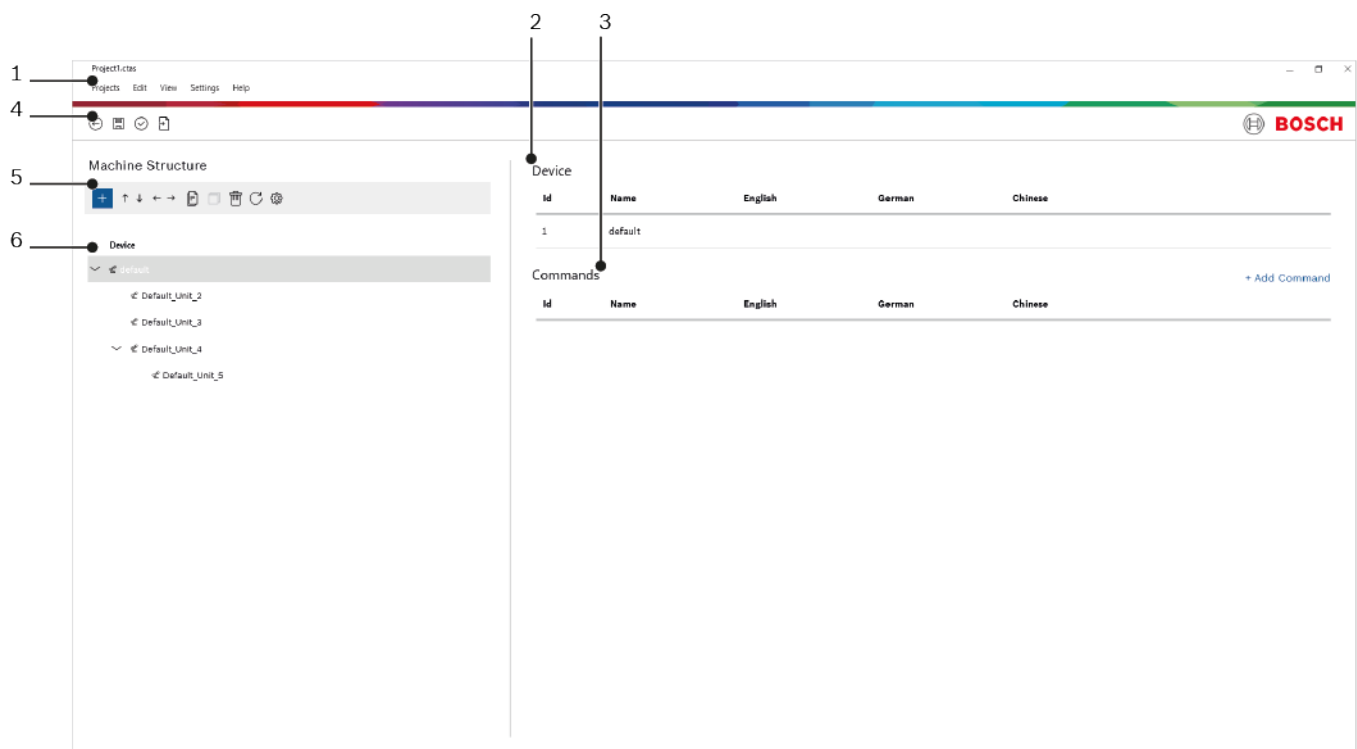 2 3
1
Project1.ctas
Projects Edit View Settings Help
4
BOSCH
Machine Structure
Device
5
Id Name English German Chinese
1 default
6
Device
default
Commands
+ Add Command
Default_Unit_2
Id Name English German Chinese
Default_Unit_3
Default_Unit_4
Default_Unit_5